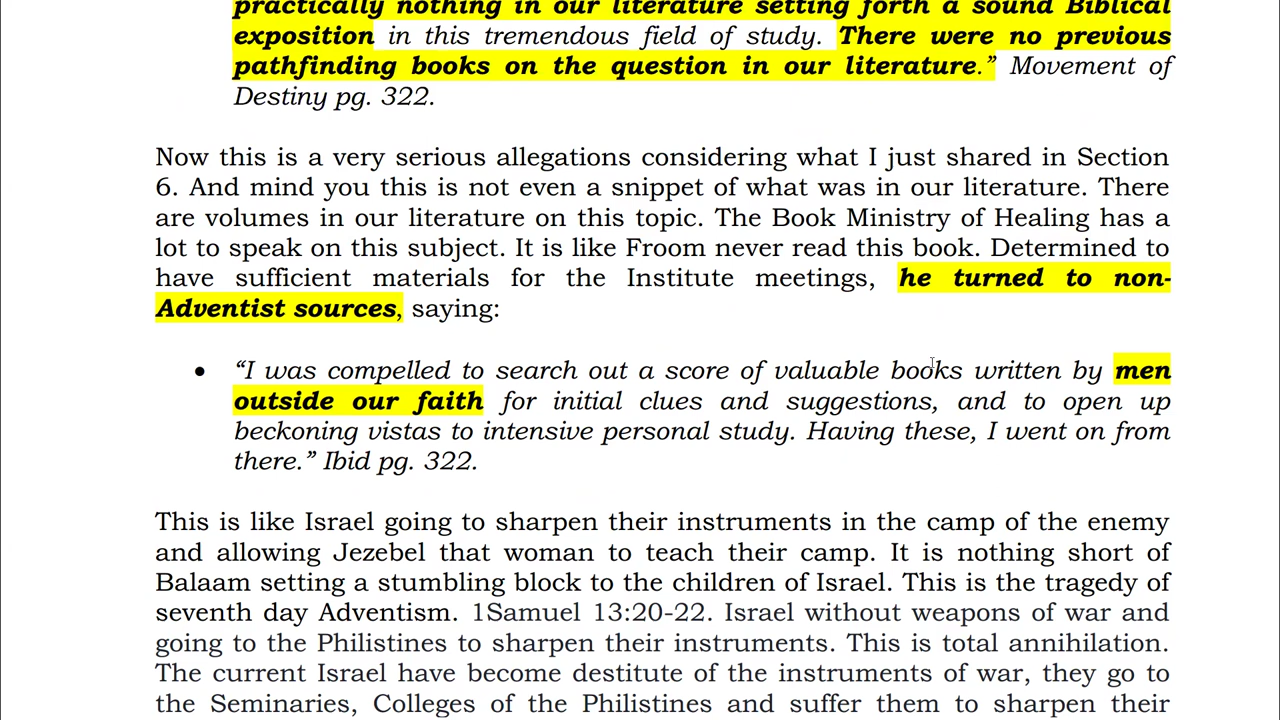 practically nothing in our literature setting forth a sound Biblical
exposition in this tremendous field of study. There were no previous
pathfinding books on the question in our literature.” Movement of
Destiny pg. 322.
Now this is a very serious allegations considering what I just shared in Section
6. And mind you this is not even a snippet of what was in our literature. There
are volumes in our literature on this topic. The Book Ministry of Healing has a
lot to speak on this subject. It is like Froom never read this book. Determined to
have sufficient materials for the Institute meetings, he turned to non-
Adventist sources, saying:
• “I was compelled to search out a score of valuable books written by men
outside our faith for initial clues and suggestions, and to open up
beckoning vistas to intensive personal study. Having these, I went on from
there.” Ibid pg. 322.
This is like Israel going to sharpen their instruments in the camp of the enemy
and allowing Jezebel that woman to teach their camp. It is nothing short of
Balaam setting a stumbling block to the children of Israel. This is the tragedy of
seventh day Adventism. 1Samuel 13:20-22. Israel without weapons of war and
going to the Philistines to sharpen their instruments. This is total annihilation.
The current Israel have become destitute of the instruments of war, they go to
the Seminaries, Colleges of the Philistines and suffer them to sharpen their